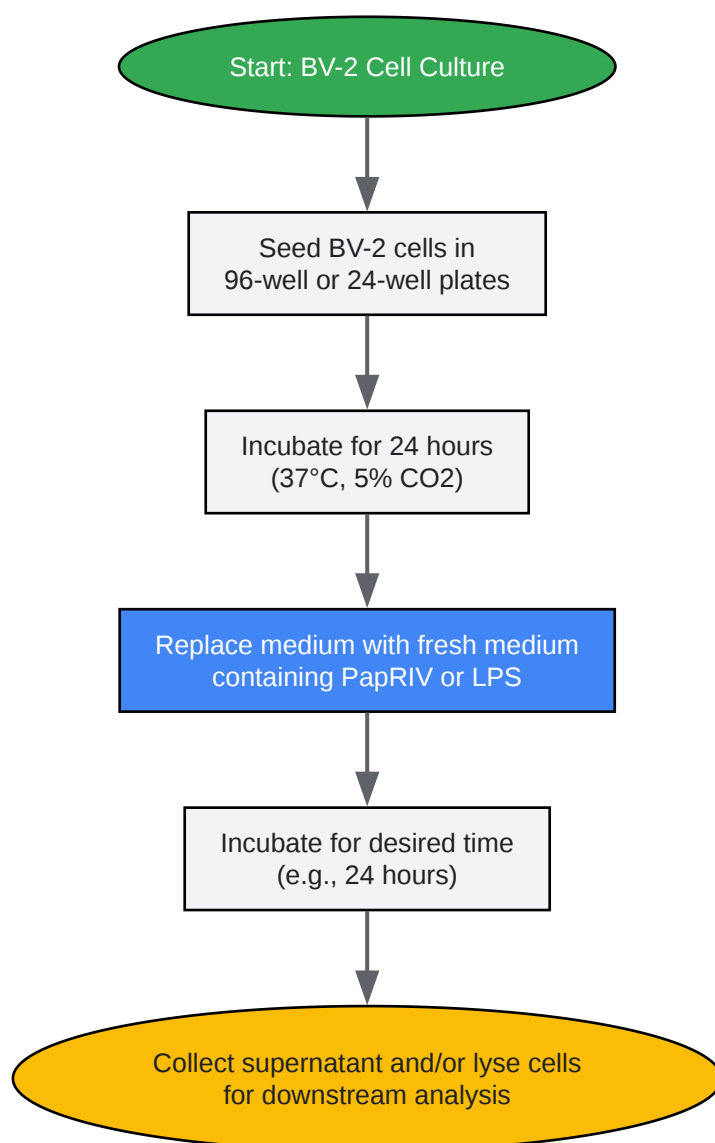 Start: BV-2 Cell Culture
Seed BV-2 cells in
96-well or 24-well plates
Incubate for 24 hours
(37°C, 5% CO2)
Replace medium with fresh medium
containing PapRIV or LPS
Incubate for desired time
(e.g., 24 hours)
Collect supernatant and/or lyse cells
for downstream analysis